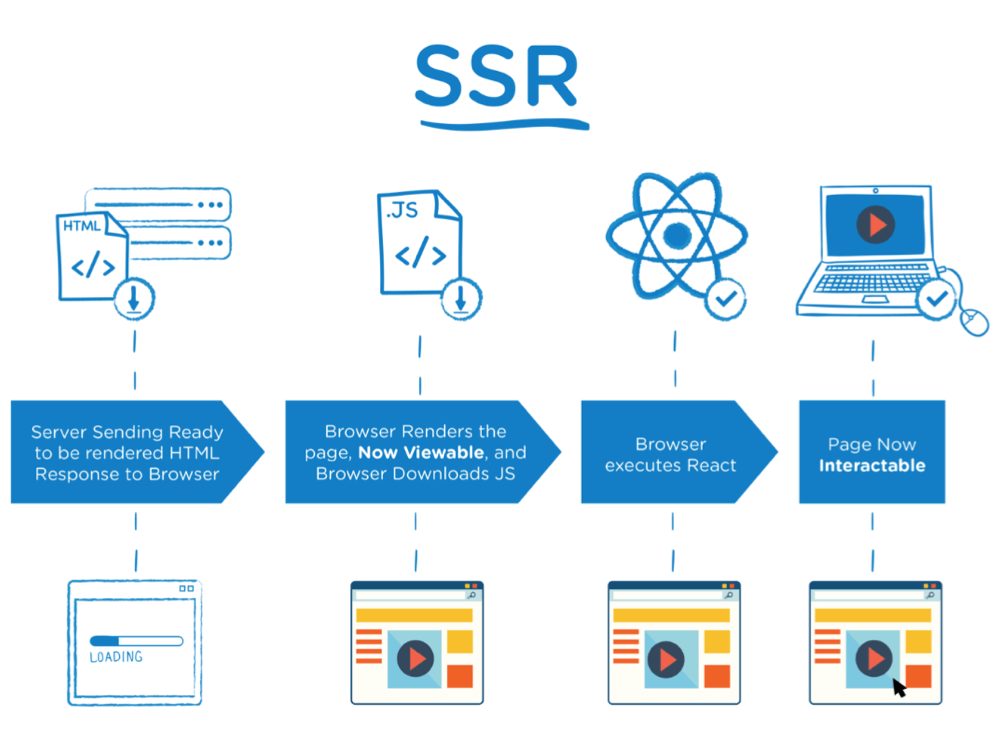 SSR
HTML
</>
.JS
</>
Server Sending Ready
to be rendered HTML
Response to Browser
Browser Renders the
page, Now Viewable, and
Browser Downloads JS
Browser
executes React
Page Now
Interactable
LOADING